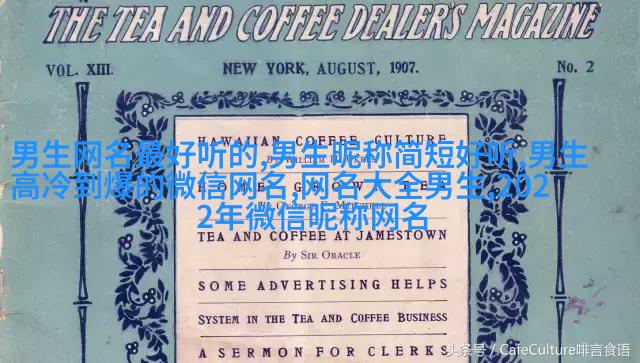 THE TEA AND COFFEE DEALER'S MAGAZINE
VOL. XIII.
NEW YORK, AUGUST, 1907.
No. 2
HAWAIIAN COFFEE CULTURE
男生网名最好听的,男生昵称简短好听,男生
高冷到爆的微信网名,网名大全男生,202
2年微信昵称网名
TEA AND COFFEE AT JAMESTOWN
By SIR ORACLE
SOME ADVERTISING HELPS
SYSTEM IN THE TEA AND COFFEE BUSINESS
A SERMON FOR CLERKS
头条号 / CafeCulture啡言食语